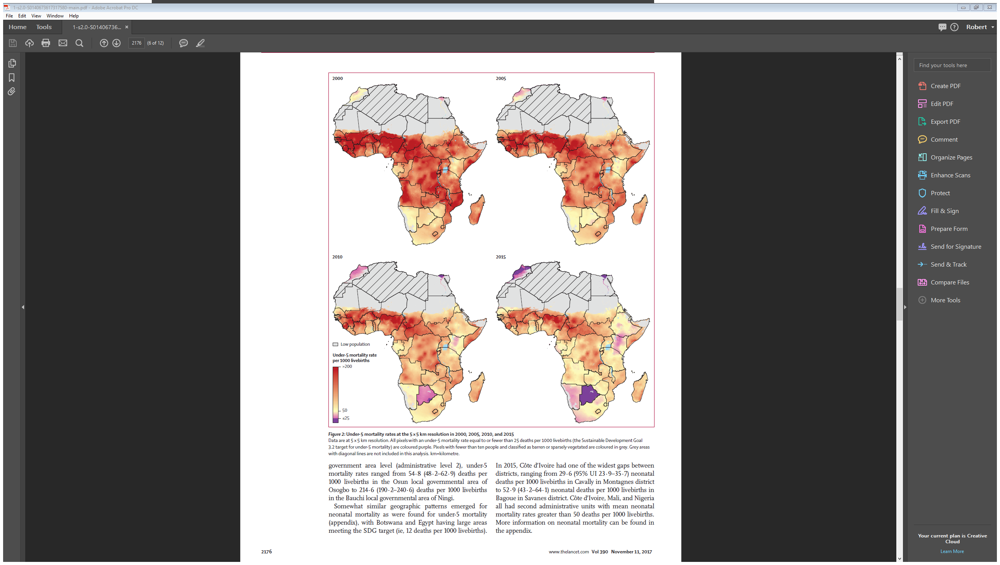 1-s2.0-S0140673617317580-main.pdf - Adobe Acrobat Pro DC
File Edit View Window Help
Home Tools 1-s2.0-S01406736... × Robert
2176 (6 of 12)
Find your tools here
Create PDF
Edit PDF
Export PDF
Comment
Organize Pages
Enhance Scans
Protect
Fill & Sign
Prepare Form
Send for Signature
Send & Track
Compare Files
More Tools
Your current plan is Creative
Cloud
Learn More
2000
2005
2010
2015
Low population
Under-5 mortality rate
per 1000 livebirths
>200
50
≤25
Figure 2: Under-5 mortality rates at the 5 × 5 km resolution in 2000, 2005, 2010, and 2015
Data are at 5 × 5 km resolution. All pixels with an under-5 mortality rate equal to or fewer than 25 deaths per 1000 livebirths (the Sustainable Development Goal
3.2 target for under-5 mortality) are coloured purple. Pixels with fewer than ten people and classified as barren or sparsely vegetated are coloured in grey. Grey areas
with diagonal lines are not included in this analysis. km=kilometre.
government area level (administrative level 2), under-5
mortality rates ranged from 54·8 (48·2–62·9) deaths per
1000 livebirths in the Osun local governmental area of
Osogbo to 214·6 (190·2–240·6) deaths per 1000 livebirths
in the Bauchi local governmental area of Ningi.
Somewhat similar geographic patterns emerged for
neonatal mortality as were found for under-5 mortality
(appendix), with Botswana and Egypt having large areas
meeting the SDG target (ie, 12 deaths per 1000 livebirths).
In 2015, Côte d'Ivoire had one of the widest gaps between
districts, ranging from 29·6 (95% UI 23·9–35·7) neonatal
deaths per 1000 livebirths in Cavally in Montagnes district
to 52·9 (43·2–64·1) neonatal deaths per 1000 livebirths in
Bagoue in Savanes district. Côte d'Ivoire, Mali, and Nigeria
all had second administrative units with mean neonatal
mortality rates greater than 50 deaths per 1000 livebirths.
More information on neonatal mortality can be found in
the appendix.
2176
www.thelancet.com Vol 390 November 11, 2017